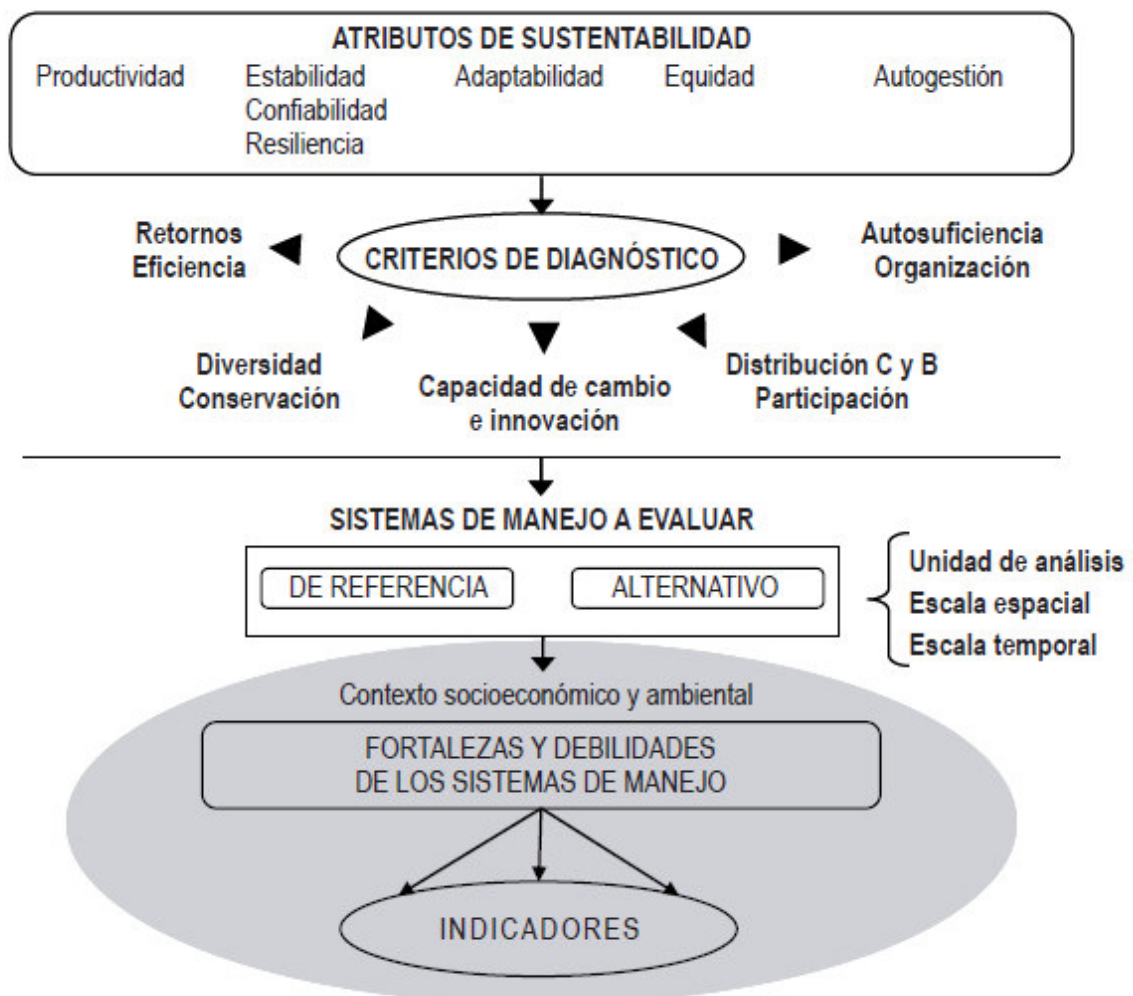 ATRIBUTOS DE SUSTENTABILIDAD
Productividad
Estabilidad
Confiabilidad
Resiliencia
Adaptabilidad
Equidad
Autogestión
CRITERIOS DE DIAGNÓSTICO
Retornos
Eficiencia
Diversidad
Conservación
Capacidad de cambio
e innovación
Distribución C y B
Participación
Autosuficiencia
Organización
SISTEMAS DE MANEJO A EVALUAR
DE REFERENCIA
ALTERNATIVO
Unidad de análisis
Escala espacial
Escala temporal
Contexto socioeconómico y ambiental
FORTALEZAS Y DEBILIDADES
DE LOS SISTEMAS DE MANEJO
INDICADORES